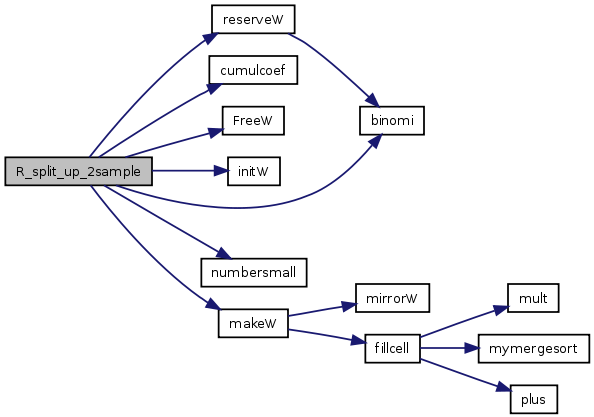 reserveW
cumulcoef
FreeW
binomi
R_split_up_2sample
initW
numbersmall
mirrorW
mult
makeW
fillcell
mymergesort
plus